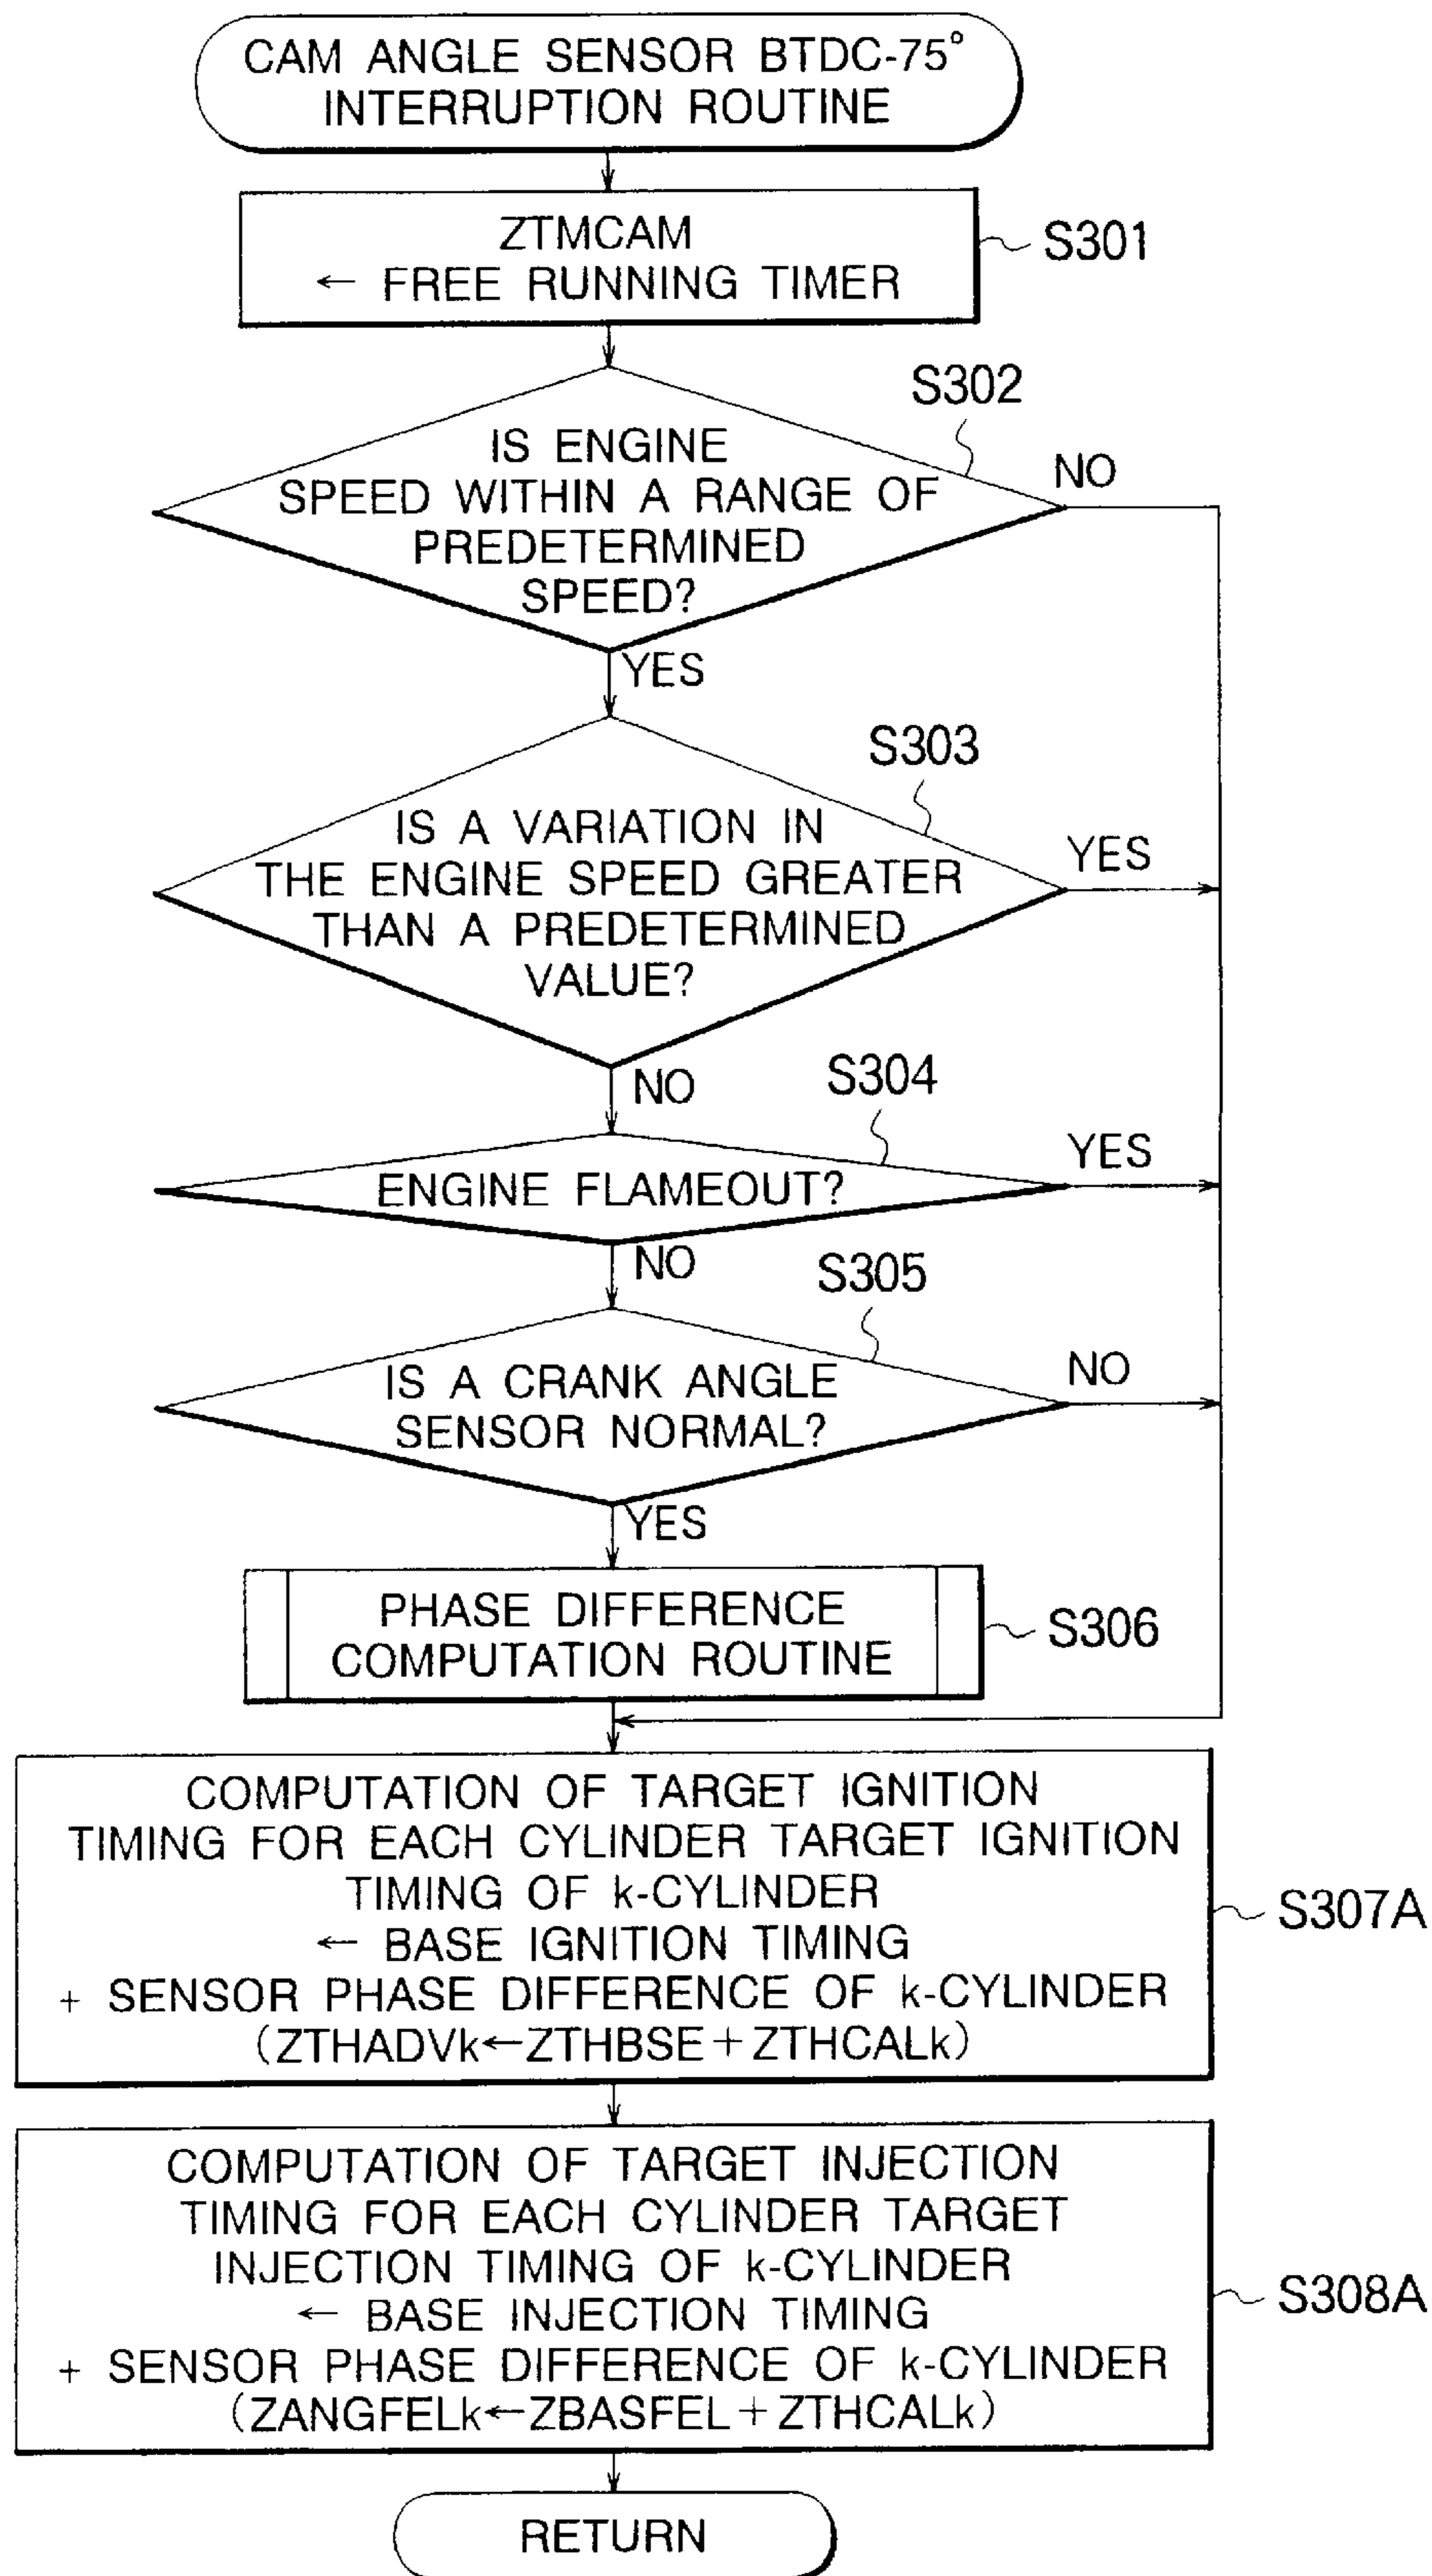 CAM ANGLE SENSOR BTDC-75°
INTERRUPTION ROUTINE
ZTMCAM
← FREE RUNNING TIMER
S301
S302
IS ENGINE
SPEED WITHIN A RANGE OF
PREDETERMINED
SPEED?
NO
YES
S303
IS A VARIATION IN
THE ENGINE SPEED GREATER
THAN A PREDETERMINED
VALUE?
YES
NO
S304
ENGINE FLAMEOUT?
YES
NO
S305
IS A CRANK ANGLE
SENSOR NORMAL?
NO
YES
PHASE DIFFERENCE
COMPUTATION ROUTINE
S306
COMPUTATION OF TARGET IGNITION
TIMING FOR EACH CYLINDER TARGET IGNITION
TIMING OF k-CYLINDER
← BASE IGNITION TIMING
+ SENSOR PHASE DIFFERENCE OF k-CYLINDER
(ZTHADVk←ZTHBSE+ZTHCALk)
S307A
COMPUTATION OF TARGET INJECTION
TIMING FOR EACH CYLINDER TARGET
INJECTION TIMING OF k-CYLINDER
← BASE INJECTION TIMING
+ SENSOR PHASE DIFFERENCE OF k-CYLINDER
(ZANGFELk←ZBASFEL+ZTHCALk)
S308A
RETURN